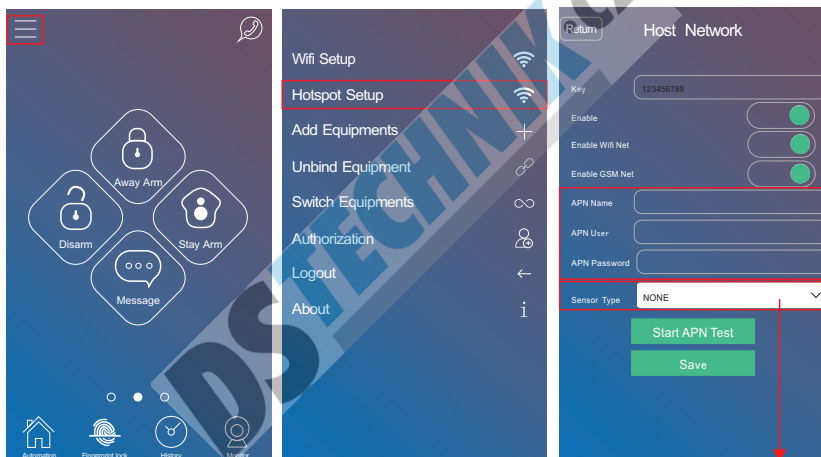 Away Arm
Disarm
Stay Arm
Message
Automation
Fingerprint lock
History
Monitor
Wifi Setup
Hotspot Setup
Add Equipments
Unbind Equipment
Switch Equipments
Authorization
Logout
About
Return
Host Network
Key
123456789
Enable
Enable Wifi Net
Enable GSM Net
APN Name
APN User
APN Password
Sensor Type
NONE
Start APN Test
Save
DSTECHNIK.c